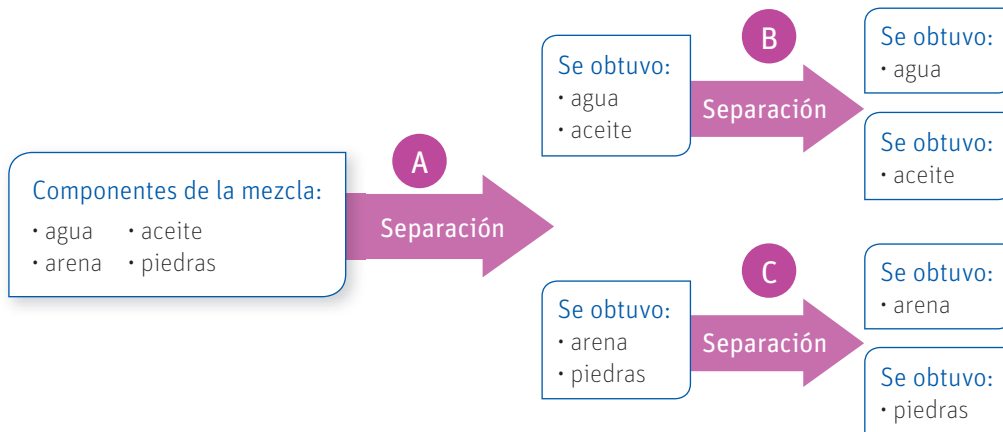 Componentes de la mezcla:
• agua • aceite
• arena • piedras
A
Separación
Se obtuvo:
• agua
• aceite
B
Separación
Se obtuvo:
• agua
Se obtuvo:
• aceite
Se obtuvo:
• arena
• piedras
C
Separación
Se obtuvo:
• arena
Se obtuvo:
• piedras